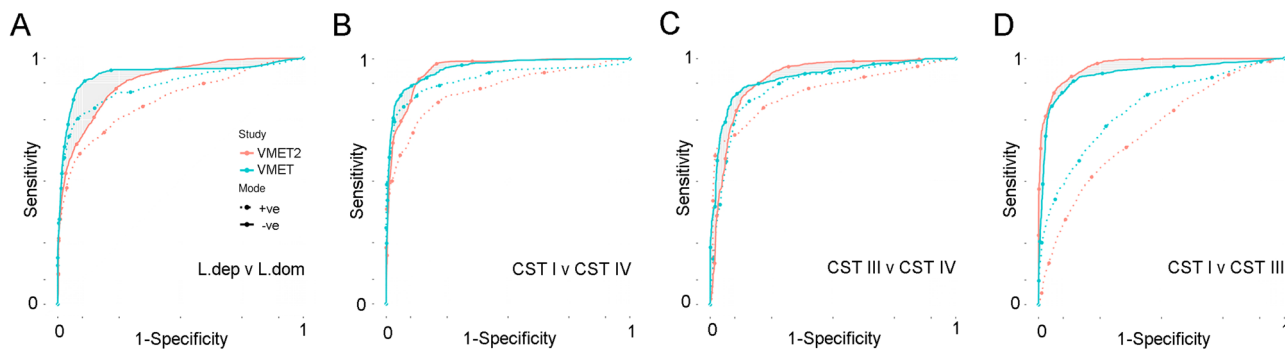 A
1
Sensitivity
Study
VMET2
VMET
Mode
+ve
-ve
L.dep v L.dom
0
0
1
1-Specificity
B
1
Sensitivity
CST I v CST IV
0
0
1
1-Specificity
C
1
Sensitivity
CST III v CST IV
0
0
1
1-Specificity
D
1
Sensitivity
CST I v CST III
0
0
1
1-Specificity